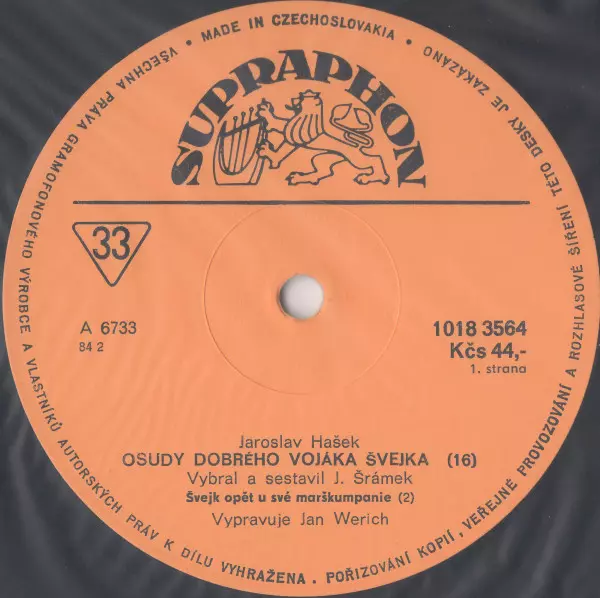 VŠECHNA PRÁVA GRAMOFONOVÉHO VÝROBCE A VLASTNÍKŮ AUTORSKÝCH PRÁV K DÍLU VYHRAŽENA. POŘIZOVÁNÍ KOPIÍ, VEŘEJNÉ PROVOZOVÁNÍ A ROZHLASOVÉ ŠÍŘENÍ TÉTO DESKY JE ZAKÁZÁNO • MADE IN CZECHOSLOVAKIA •
SUPRAPHON
33
A 6733
84 2
1018 3564
Kčs 44,-
1. strana
Jaroslav Hašek
OSUDY DOBRÉHO VOJÁKA ŠVEJKA (16)
Vybral a sestavil J. Šrámek
Švejk opět u své marškumpanie (2)
Vypravuje Jan Werich